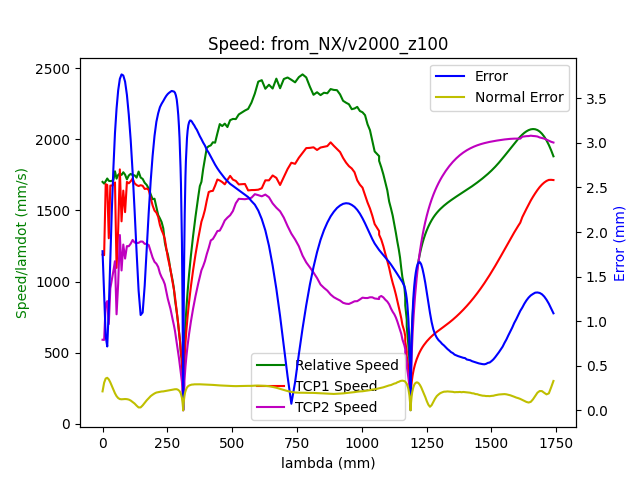 Speed: from_NX/v2000_z100
Error
Normal Error
Speed/lamdot (mm/s)
2500
2000
1500
1000
500
0
3.5
3.0
2.5
2.0
1.5
1.0
0.5
0.0
Error (mm)
Relative Speed
TCP1 Speed
TCP2 Speed
0 250 500 750 1000 1250 1500 1750
lambda (mm)